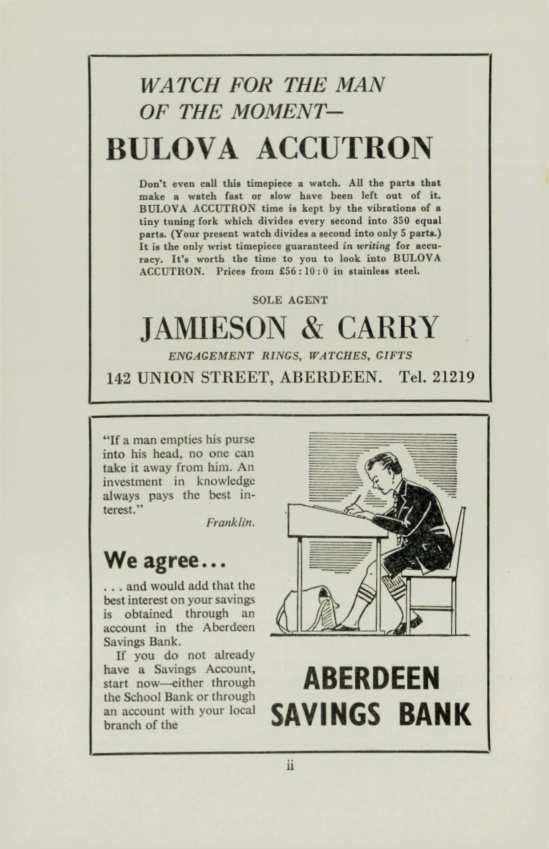 WATCH FOR THE MAN
OF THE MOMENT—
BULOVA ACCUTRON
Don't even call this timepiece a watch. All the parts that
make a watch fast or slow have been left out of it.
BULOVA ACCUTRON time is kept by the vibrations of a
tiny tuning fork which divides every second into 350 equal
parts. (Your present watch divides a second into only 5 parts.)
It is the only wrist timepiece guaranteed in writing for accu-
racy. It's worth the time to you to look into BULOVA
ACCUTRON. Prices from £56 : 10 : 0 in stainless steel.
SOLE AGENT
JAMIESON & CARRY
ENGAGEMENT RINGS, WATCHES, GIFTS
142 UNION STREET, ABERDEEN. Tel. 21219
"If a man empties his purse
into his head, no one can
take it away from him. An
investment in knowledge
always pays the best in-
terest."
Franklin.
We agree...
. . . and would add that the
best interest on your savings
is obtained through an
account in the Aberdeen
Savings Bank.
If you do not already
have a Savings Account,
start now—either through
the School Bank or through
an account with your local
branch of the
ABERDEEN
SAVINGS BANK
ii